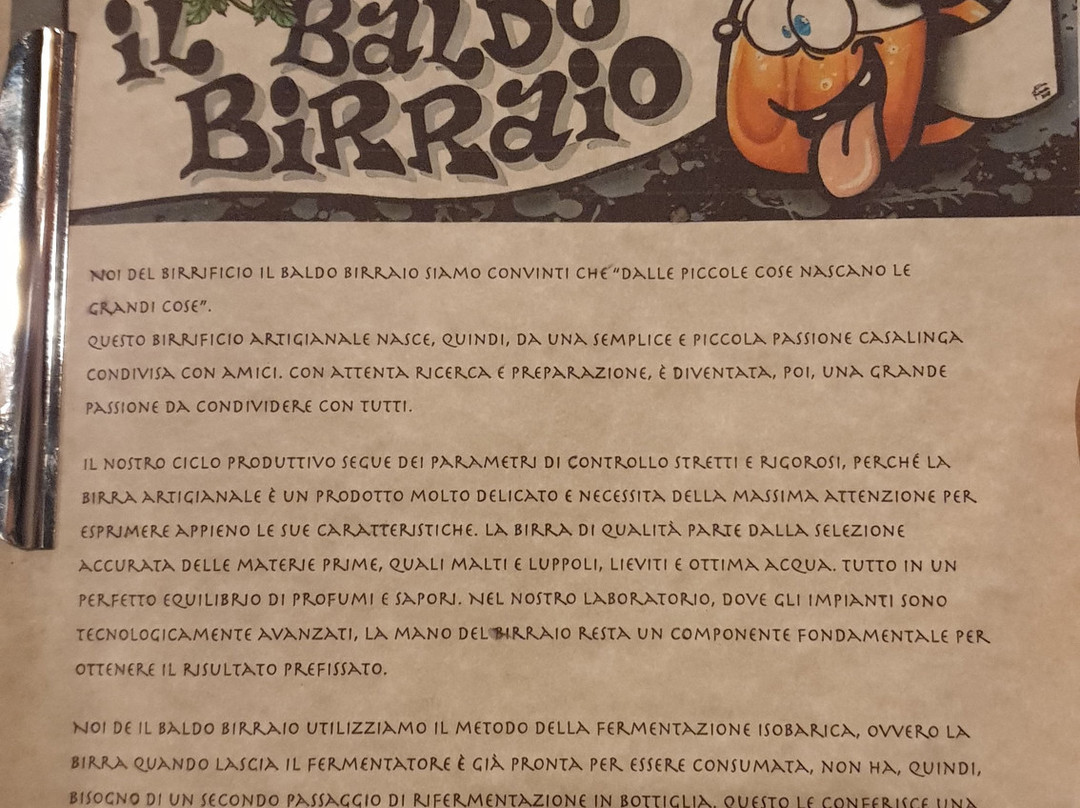 iL BaLDO
BiRRaiO
NOI DEL BIRRIFICIO IL BALDO BIRRAIO SIAMO CONVINTI CHE “DALLE PICCOLE COSE NASCANO LE
GRANDI COSE”.
QUESTO BIRRIFICIO ARTIGIANALE NASCE, QUINDI, DA UNA SEMPLICE E PICCOLA PASSIONE CASALINGA
CONDIVISA CON AMICI. CON ATTENTA RICERCA E PREPARAZIONE, È DIVENTATA, POI, UNA GRANDE
PASSIONE DA CONDIVIDERE CON TUTTI.
IL NOSTRO CICLO PRODUTTIVO SEGUE DEI PARAMETRI DI CONTROLLO STRETTI E RIGOROSI, PERCHÉ LA
BIRRA ARTIGIANALE È UN PRODOTTO MOLTO DELICATO E NECESSITA DELLA MASSIMA ATTENZIONE PER
ESPRIMERE APPIENO LE SUE CARATTERISTICHE. LA BIRRA DI QUALITÀ PARTE DALLA SELEZIONE
ACCURATA DELLE MATERIE PRIME, QUALI MALTI E LUPPOLI, LIEVITI E OTTIMA ACQUA. TUTTO IN UN
PERFETTO EQUILIBRIO DI PROFUMI E SAPORI. NEL NOSTRO LABORATORIO, DOVE GLI IMPIANTI SONO
TECNOLOGICAMENTE AVANZATI, LA MANO DEL BIRRAIO RESTA UN COMPONENTE FONDAMENTALE PER
OTTENERE IL RISULTATO PREFISSATO.
NOI DE IL BALDO BIRRAIO UTILIZZIAMO IL METODO DELLA FERMENTAZIONE ISOBARICA, OVVERO LA
BIRRA QUANDO LASCIA IL FERMENTATORE È GIÀ PRONTA PER ESSERE CONSUMATA, NON HA, QUINDI,
BISOGNO DI UN SECONDO PASSAGGIO DI RIFERMENTAZIONE IN BOTTIGLIA. QUESTO LE CONFERISCE UNA